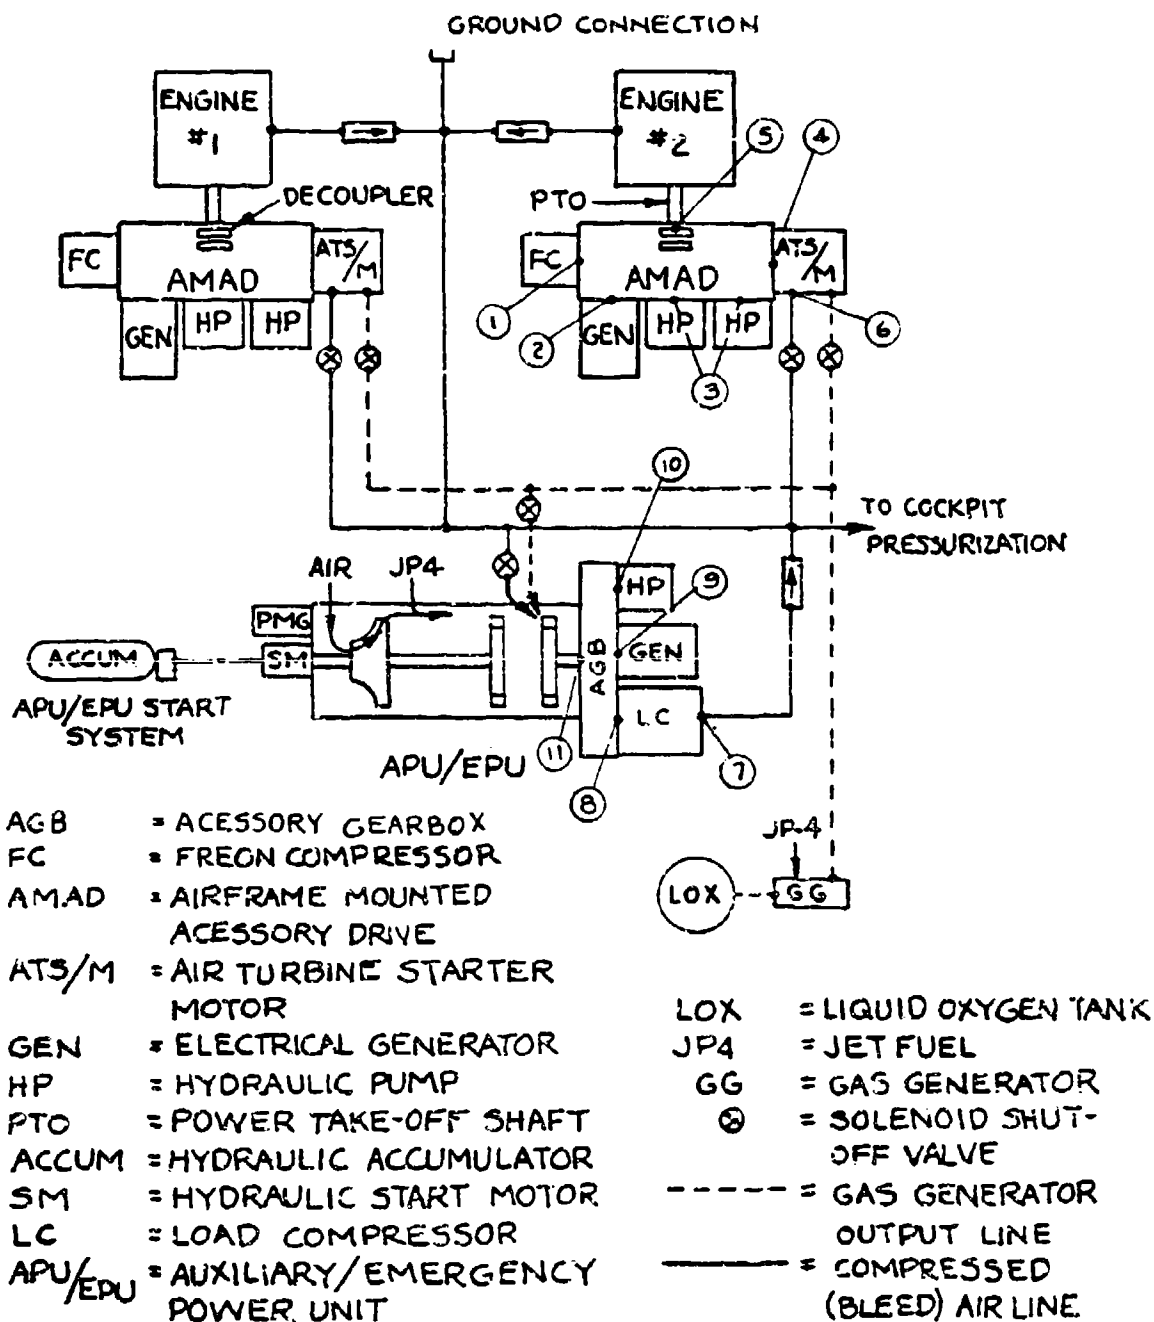 GROUND CONNECTION
ENGINE
#1
ENGINE
#2
5
4
DECOUPLER
PTO
FC
AMAD
ATS/M
FC
AMAD
ATS/M
GEN
HP
HP
1
2
GEN
HP
HP
3
6
10
TO COCKPIT
PRESSURIZATION
AIR
JP4
HP
9
PMG
ACCUM
SM
AGB
GEN
LC
APU/EPU START
SYSTEM
APU/EPU
11
8
7
JP-4
LOX
GG
AGB = ACESSORY GEARBOX
FC = FREON COMPRESSOR
AMAD = AIRFRAME MOUNTED
ACESSORY DRIVE
ATS/M = AIR TURBINE STARTER
MOTOR
GEN = ELECTRICAL GENERATOR
HP = HYDRAULIC PUMP
PTO = POWER TAKE-OFF SHAFT
ACCUM = HYDRAULIC ACCUMULATOR
SM = HYDRAULIC START MOTOR
LC = LOAD COMPRESSOR
APU/EPU = AUXILIARY/EMERGENCY
POWER UNIT
LOX = LIQUID OXYGEN TANK
JP4 = JET FUEL
GG = GAS GENERATOR
⊗ = SOLENOID SHUT-
OFF VALVE
------ = GAS GENERATOR
OUTPUT LINE
—— = COMPRESSED
(BLEED) AIR LINE